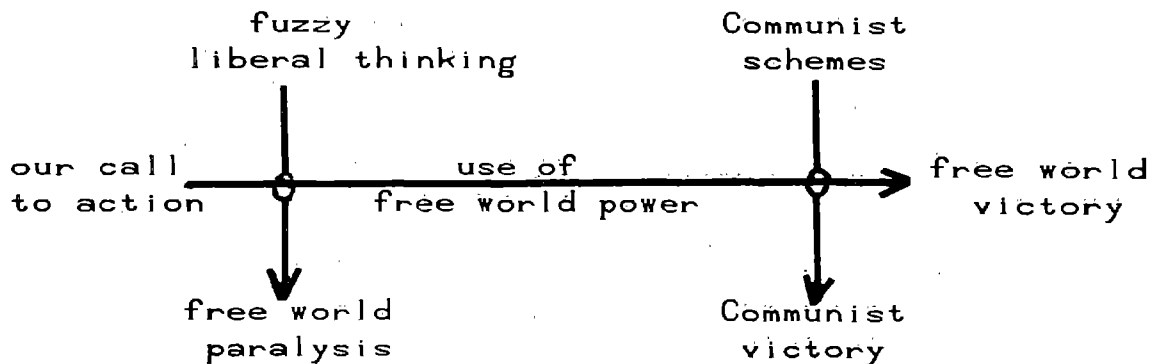 fuzzy
liberal thinking
Communist
schemes
our call
to action
use of
free world power
free world
victory
free world
paralysis
Communist
victory